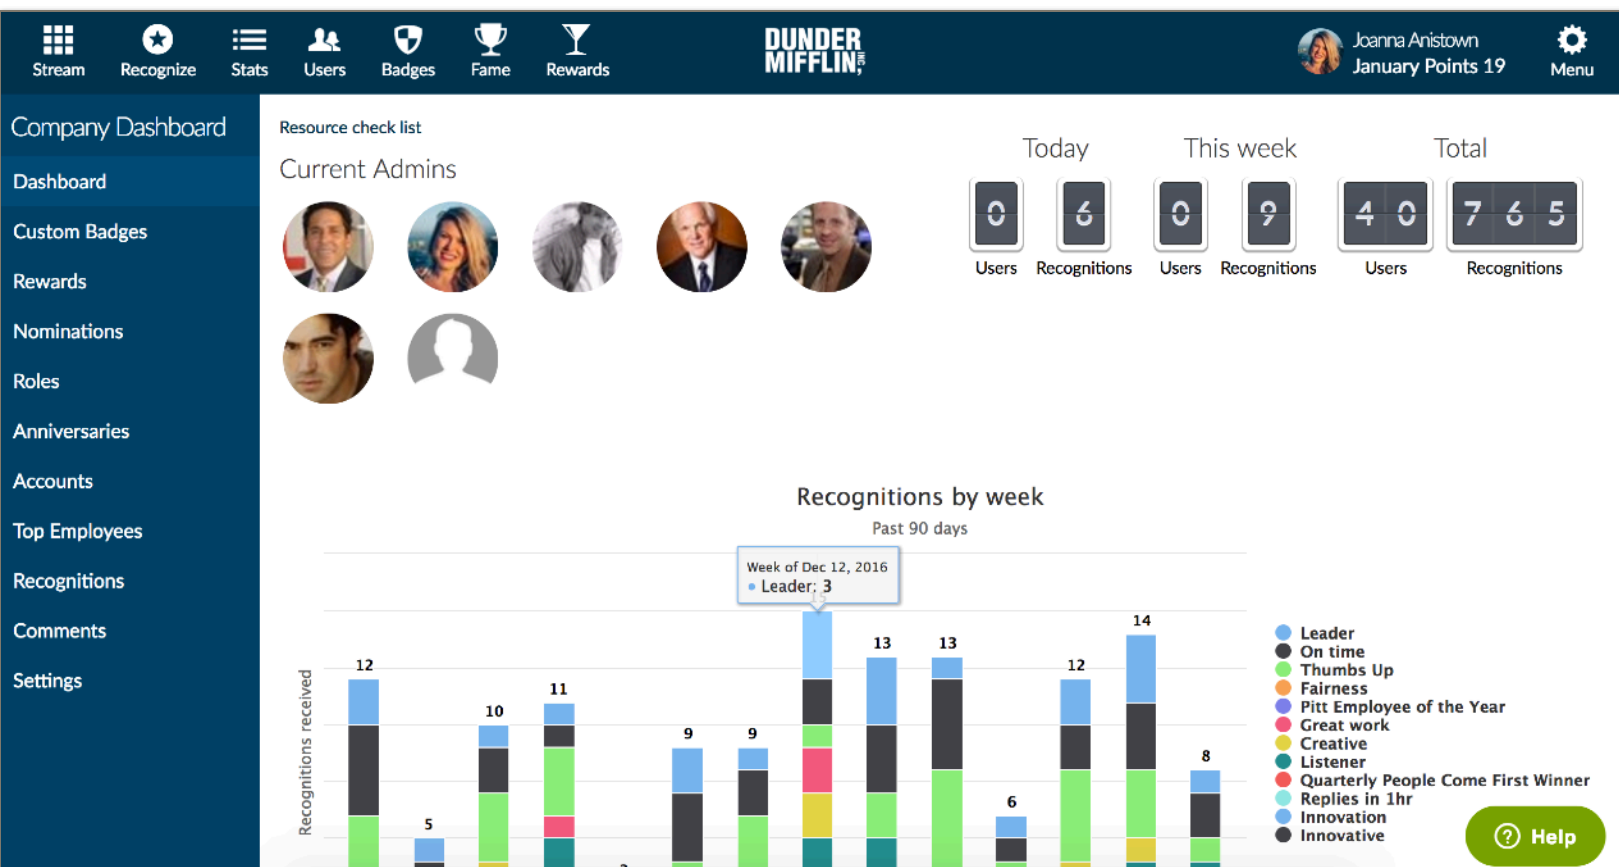 Stream
Recognize
Stats
Users
Badges
Fame
Rewards
DUNDER
MIFFLIN, INC
Joanna Anistown
January Points 19
Menu
Company Dashboard
Dashboard
Custom Badges
Rewards
Nominations
Roles
Anniversaries
Accounts
Top Employees
Recognitions
Comments
Settings
Resource check list
Current Admins
Today
This week
Total
0
6
0
9
4 0
7 6 5
Users
Recognitions
Users
Recognitions
Users
Recognitions
Recognitions by week
Past 90 days
Week of Dec 12, 2016
• Leader: 3
15
Recognitions received
12
5
10
11
9
9
13
13
6
12
14
8
Leader
On time
Thumbs Up
Fairness
Pitt Employee of the Year
Great work
Creative
Listener
Quarterly People Come First Winner
Replies in 1hr
Innovation
Innovative
? Help